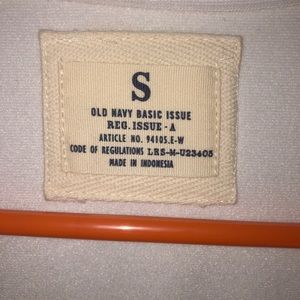 S
OLD NAVY BASIC ISSUE
REG. ISSUE - A
ARTICLE NO. 94105.E-W
CODE OF REGULATIONS LRS-M-U23405
MADE IN INDONESIA